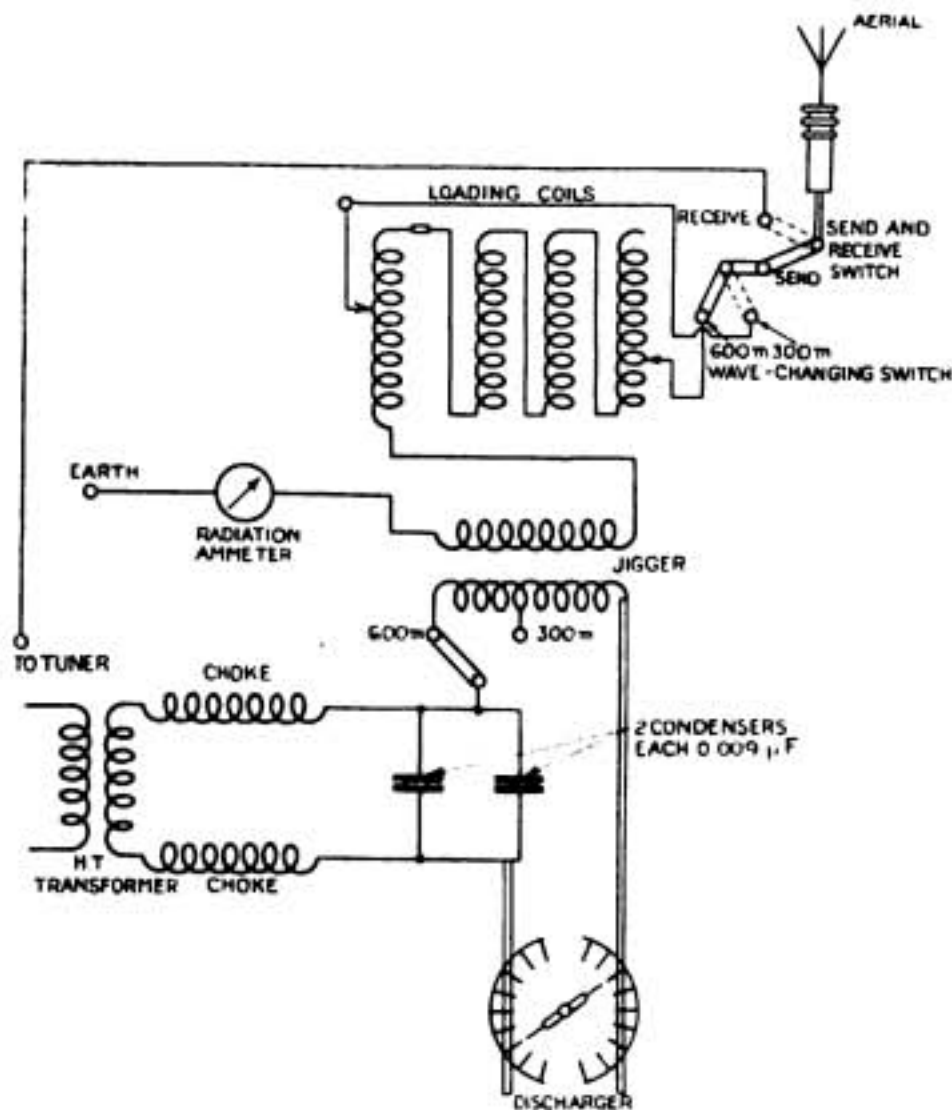 AERIAL
LOADING COILS
RECEIVE
SEND AND
RECEIVE
SWITCH
SEND
600m 300m
WAVE-CHANGING SWITCH
EARTH
RADIATION
AMMETER
JIGGER
600m
300m
TO TUNER
CHOKE
2 CONDENSERS
EACH 0.009 µF
H T
TRANSFORMER
CHOKE
DISCHARGER